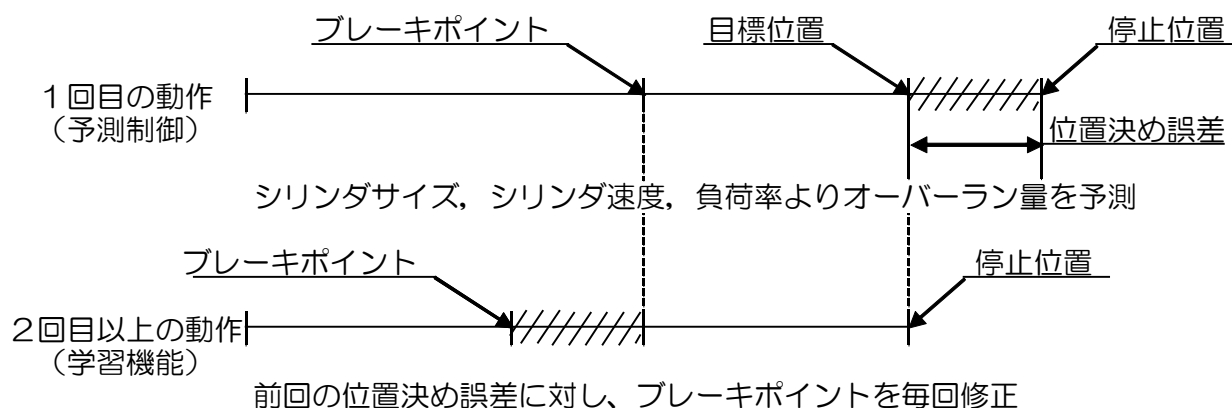 ブレーキポイント 目標位置 停止位置
1回目の動作
（予測制御）
位置決め誤差
シリンダサイズ，シリンダ速度，負荷率よりオーバーラン量を予測
ブレーキポイント 停止位置
2回目以上の動作
（学習機能）
前回の位置決め誤差に対し、ブレーキポイントを毎回修正